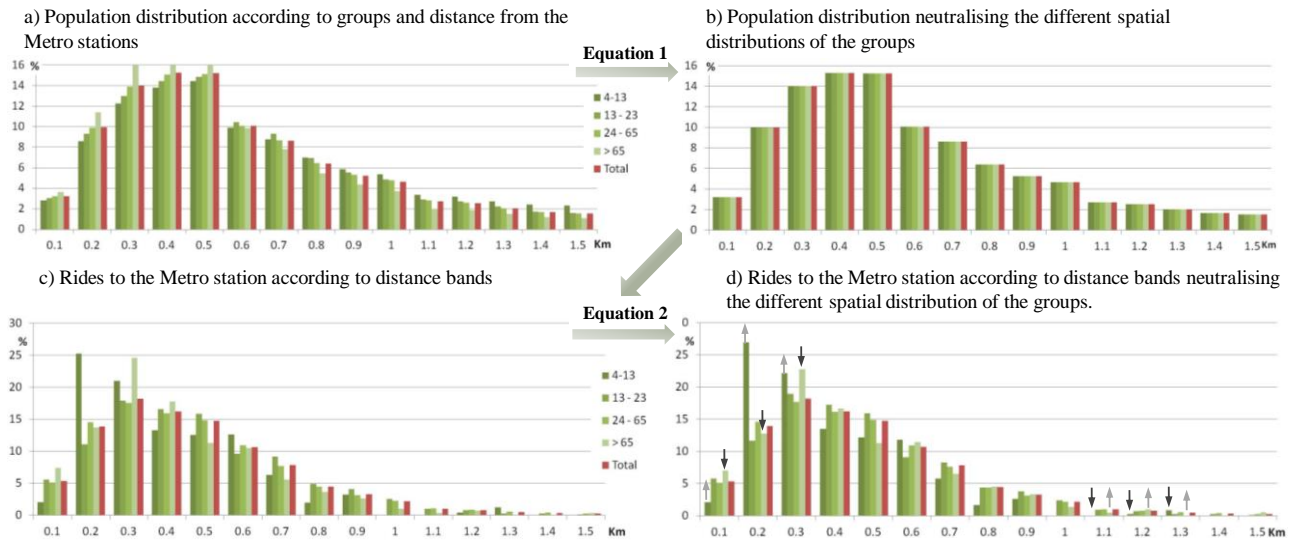 a) Population distribution according to groups and distance from the
Metro stations
16 %
14
12
10
8
6
4
2
0
0.1 0.2 0.3 0.4 0.5 0.6 0.7 0.8 0.9 1 1.1 1.2 1.3 1.4 1.5 Km
4-13
13 - 23
24 - 65
>65
Total
Equation 1
b) Population distribution neutralising the different spatial
distributions of the groups
16 %
14
12
10
8
6
4
2
0
0.1 0.2 0.3 0.4 0.5 0.6 0.7 0.8 0.9 1 1.1 1.2 1.3 1.4 1.5 Km
c) Rides to the Metro station according to distance bands
30
%
25
20
15
10
5
0
0.1 0.2 0.3 0.4 0.5 0.6 0.7 0.8 0.9 1 1.1 1.2 1.3 1.4 1.5 Km
4-13
13 - 23
24 - 65
>65
Total
Equation 2
d) Rides to the Metro station according to distance bands neutralising
the different spatial distribution of the groups.
0
%
25
20
15
10
5
0
0.1 0.2 0.3 0.4 0.5 0.6 0.7 0.8 0.9 1 1.1 1.2 1.3 1.4 1.5 Km